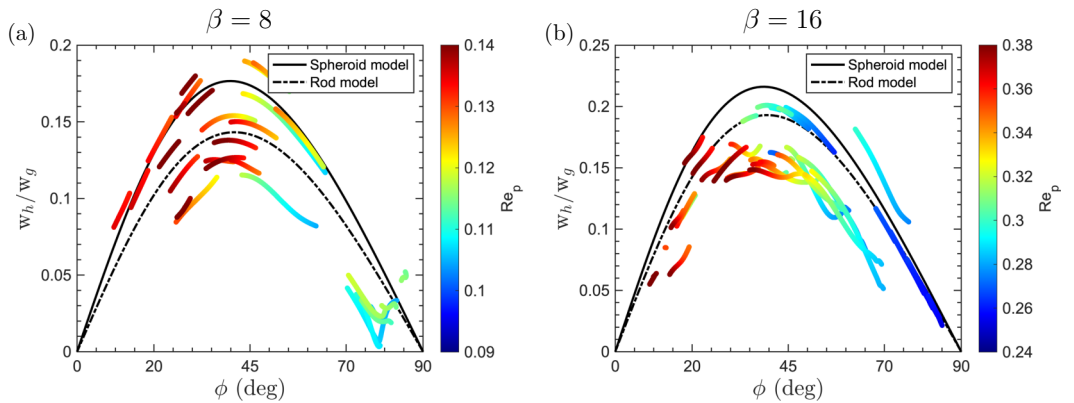 β = 8
(a)
0.2
0.15
0.1
0.05
0
w_h/w_g
0
20
45
70
90
ϕ (deg)
Spheroid model
Rod model
0.14
0.13
0.12
0.11
0.1
0.09
Re_p
β = 16
(b)
0.25
0.2
0.15
0.1
0.05
0
w_h/w_g
0
20
45
70
90
ϕ (deg)
Spheroid model
Rod model
0.38
0.36
0.34
0.32
0.3
0.28
0.26
0.24
Re_p